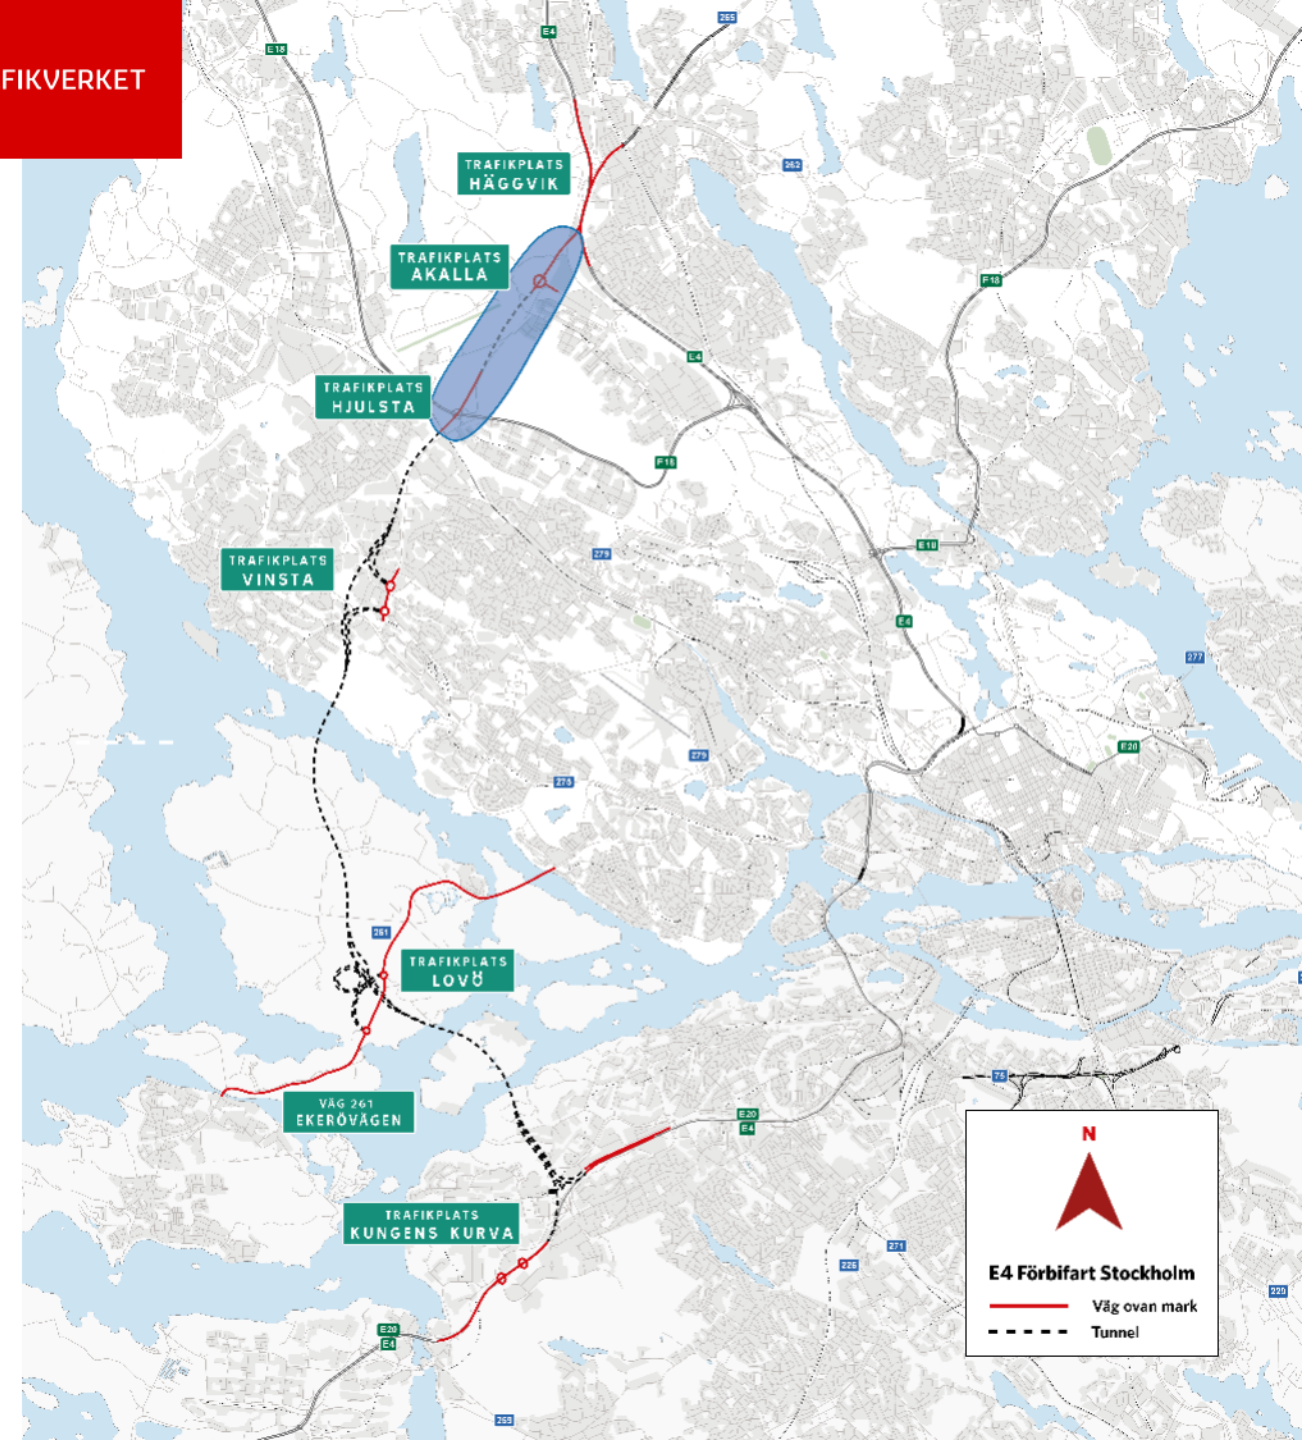 FIKVERKET
E18
E4
265
TRAFIKPLATS
HÄGGVIK
262
TRAFIKPLATS
AKALLA
E18
E4
TRAFIKPLATS
HJULSTA
E18
E18
279
TRAFIKPLATS
VINSTA
E4
277
E20
279
275
261
TRAFIKPLATS
LOVÖ
75
VÄG 261
EKERÖVÄGEN
E20
E4
N
TRAFIKPLATS
KUNGENS KURVA
271
226
E4 Förbifart Stockholm
Väg ovan mark
Tunnel
229
E20
E4
259